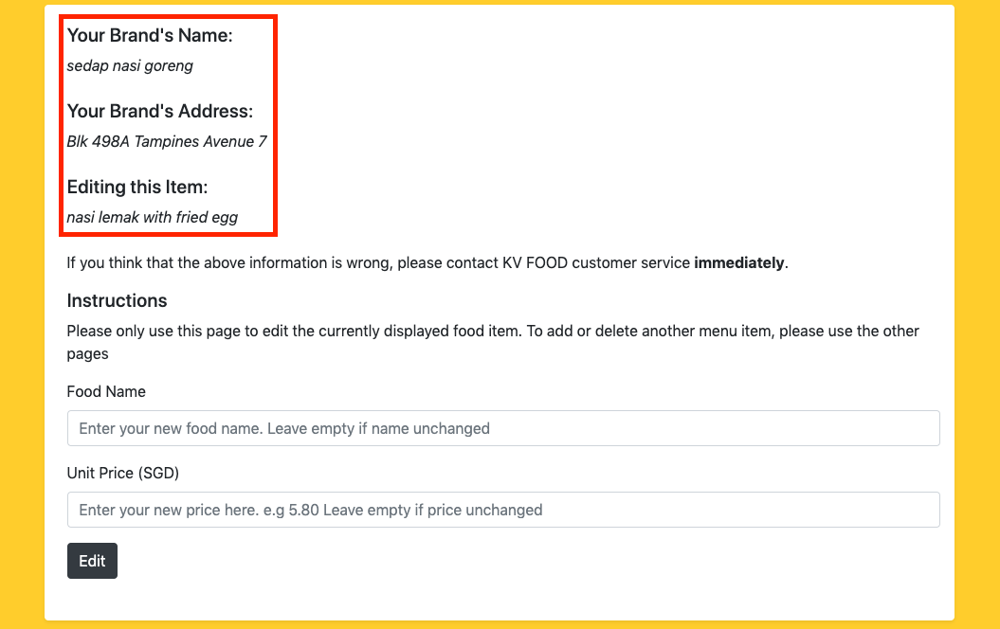 Your Brand's Name:
sedap nasi goreng
Your Brand's Address:
Blk 498A Tampines Avenue 7
Editing this Item:
nasi lemak with fried egg
If you think that the above information is wrong, please contact KV FOOD customer service immediately.
Instructions
Please only use this page to edit the currently displayed food item. To add or delete another menu item, please use the other
pages
Food Name
Enter your new food name. Leave empty if name unchanged
Unit Price (SGD)
Enter your new price here. e.g 5.80 Leave empty if price unchanged
Edit